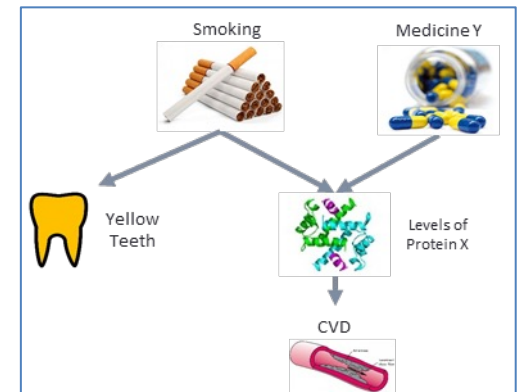 Smoking
Medicine Y
Yellow
Teeth
Levels of
Protein X
CVD